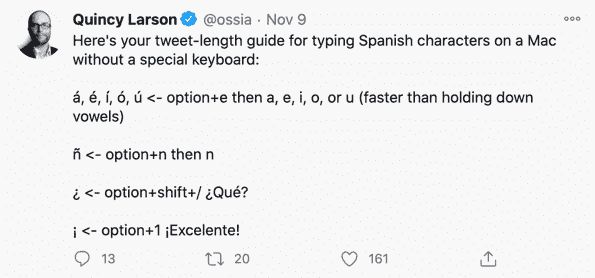 Quincy Larson @ossia · Nov 9
Here's your tweet-length guide for typing Spanish characters on a Mac
without a special keyboard:
á, é, í, ó, ú <- option+e then a, e, i, o, or u (faster than holding down
vowels)
ñ <- option+n then n
¿ <- option+shift+/ ¿Qué?
¡ <- option+1 ¡Excelente!
13 20 161